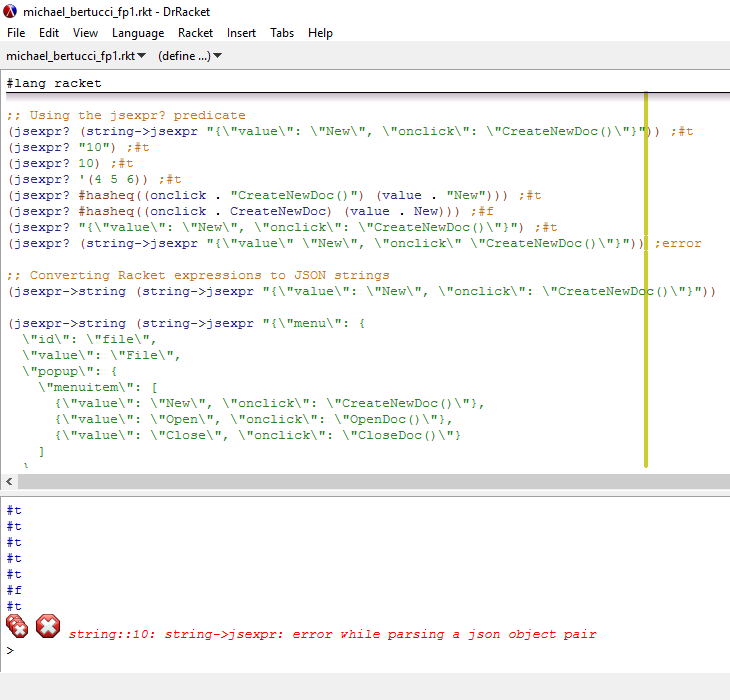 michael_bertucci_fp1.rkt - DrRacket
File Edit View Language Racket Insert Tabs Help
michael_bertucci_fp1.rkt (define ...)
#lang racket
;; Using the jsexpr? predicate
(jsexpr? (string->jsexpr "{\"value\": \"New\", \"onclick\": \"CreateNewDoc()\"}")) ;#t
(jsexpr? "10") ;#t
(jsexpr? 10) ;#t
(jsexpr? '(4 5 6)) ;#t
(jsexpr? #hasheq((onclick . "CreateNewDoc()") (value . "New"))) ;#t
(jsexpr? #hasheq((onclick . CreateNewDoc) (value . New))) ;#f
(jsexpr? "{\"value\": \"New\", \"onclick\": \"CreateNewDoc()\"}") ;#t
(jsexpr? (string->jsexpr "{\"value\" \"New\", \"onclick\" \"CreateNewDoc()\"}")) ;error
;; Converting Racket expressions to JSON strings
(jsexpr->string (string->jsexpr "{\"value\": \"New\", \"onclick\": \"CreateNewDoc()\"}"))
(jsexpr->string (string->jsexpr "{\"menu\": {
\"id\": \"file\",
\"value\": \"File\",
\"popup\": {
\"menuitem\": [
{\"value\": \"New\", \"onclick\": \"CreateNewDoc()\"},
{\"value\": \"Open\", \"onclick\": \"OpenDoc()\"},
{\"value\": \"Close\", \"onclick\": \"CloseDoc()\"}
]
}
#t
#t
#t
#t
#t
#f
#t
string::10: string->jsexpr: error while parsing a json object pair
>